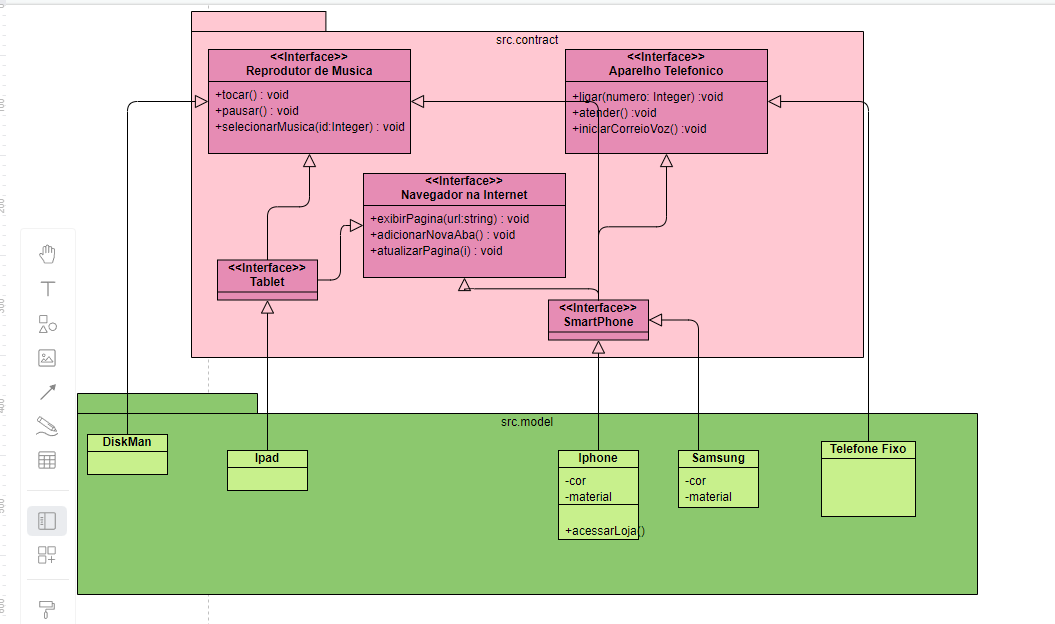 src.contract
<<Interface>>
Reprodutor de Musica
+tocar() : void
+pausar() : void
+selecionarMusica(id:Integer) : void
<<Interface>>
Aparelho Telefonico
+ligar(numero: Integer) :void
+atender() :void
+iniciarCorreioVoz() :void
<<Interface>>
Navegador na Internet
+exibirPagina(url:string) : void
+adicionarNovaAba() : void
+atualizarPagina(i) : void
<<Interface>>
Tablet
<<Interface>>
SmartPhone
src.model
DiskMan
Ipad
Iphone
-cor
-material
+acessarLoja()
Samsung
-cor
-material
Telefone Fixo